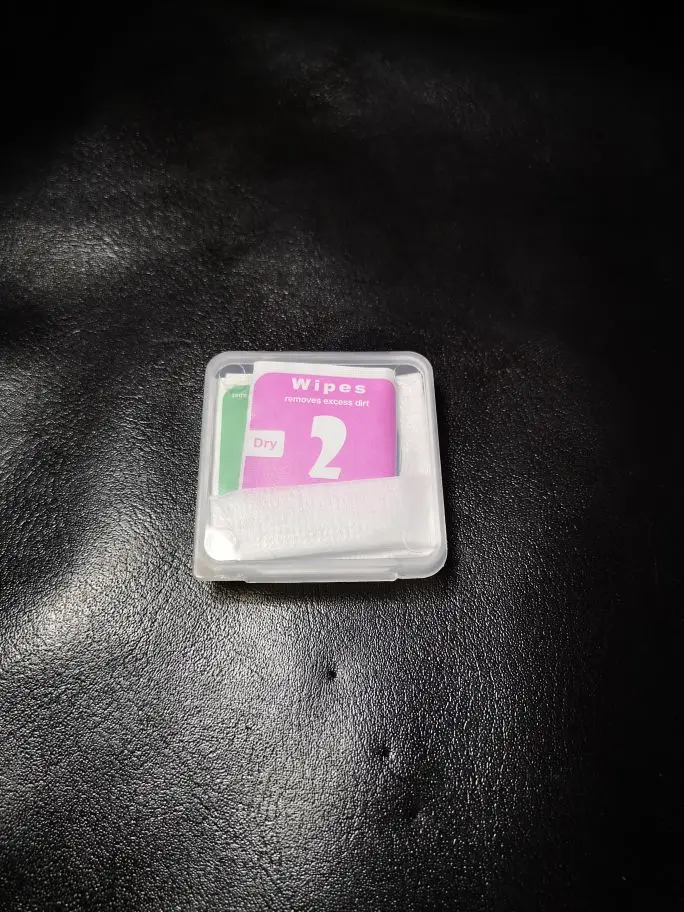 Wipes
removes excess dirt
Dry
2